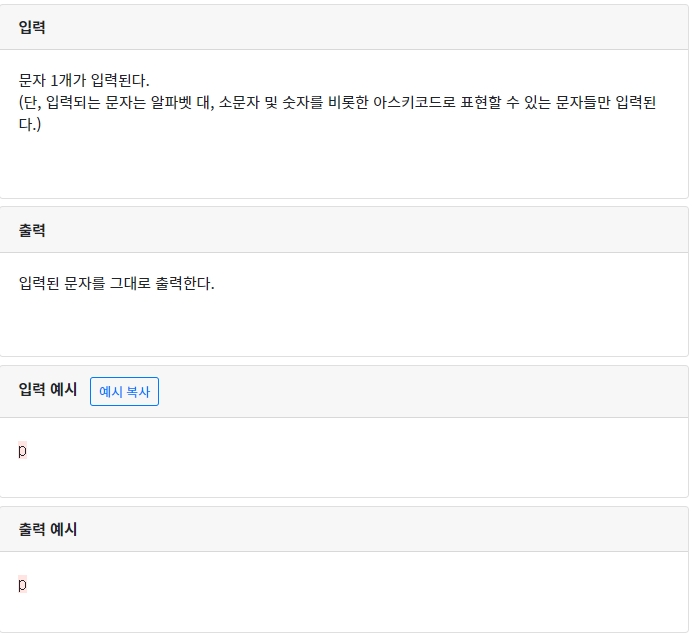 입력
문자 1개가 입력된다.
(단, 입력되는 문자는 알파벳 대, 소문자 및 숫자를 비롯한 아스키코드로 표현할 수 있는 문자들만 입력된
다.)
출력
입력된 문자를 그대로 출력한다.
입력 예시 예시 복사
p
출력 예시
p